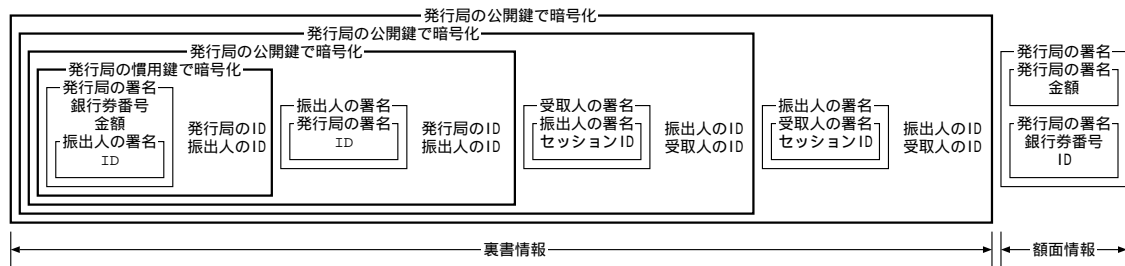 発行局の公開鍵で暗号化
発行局の公開鍵で暗号化
発行局の公開鍵で暗号化
発行局の慣用鍵で暗号化
発行局の署名
銀行券番号
金額
振出人の署名
ID
発行局のID
振出人のID
振出人の署名
発行局の署名
ID
発行局のID
振出人のID
受取人の署名
振出人の署名
セッションID
振出人のID
受取人のID
振出人の署名
受取人の署名
セッションID
振出人のID
受取人のID
発行局の署名
発行局の署名
金額
発行局の署名
銀行券番号
ID
裏書情報
額面情報